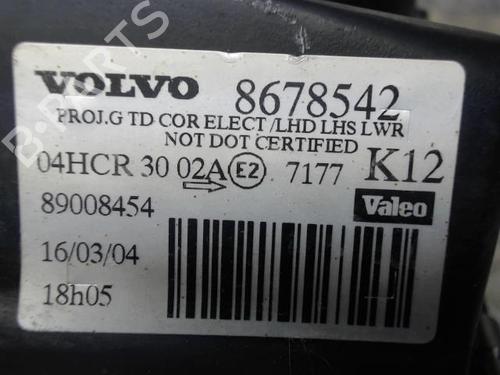 VOLVO 8678542
PROJ.G TD COR ELECT /LHD LHS LWR
NOT DOT CERTIFIED
04HCR 30 02A E2 7177 K12
89008454 Valeo
16/03/04
18h05
B-PARTS